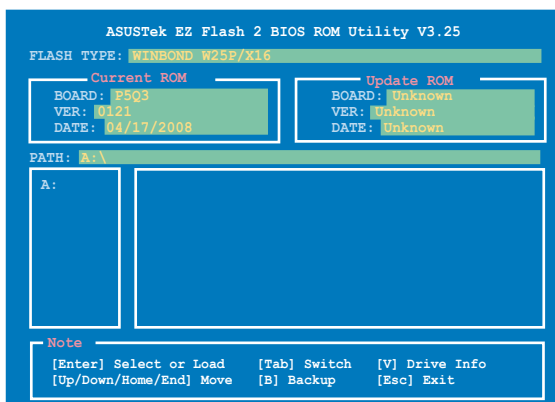 ASUSTek EZ Flash 2 BIOS ROM Utility V3.25
FLASH TYPE: WINBOND W25P/X16
Current ROM
BOARD: P5Q3
VER: 0121
DATE: 04/17/2008
Update ROM
BOARD: Unknown
VER: Unknown
DATE: Unknown
PATH: A:\
A:
Note
[Enter] Select or Load [Tab] Switch [V] Drive Info
[Up/Down/Home/End] Move [B] Backup [Esc] Exit